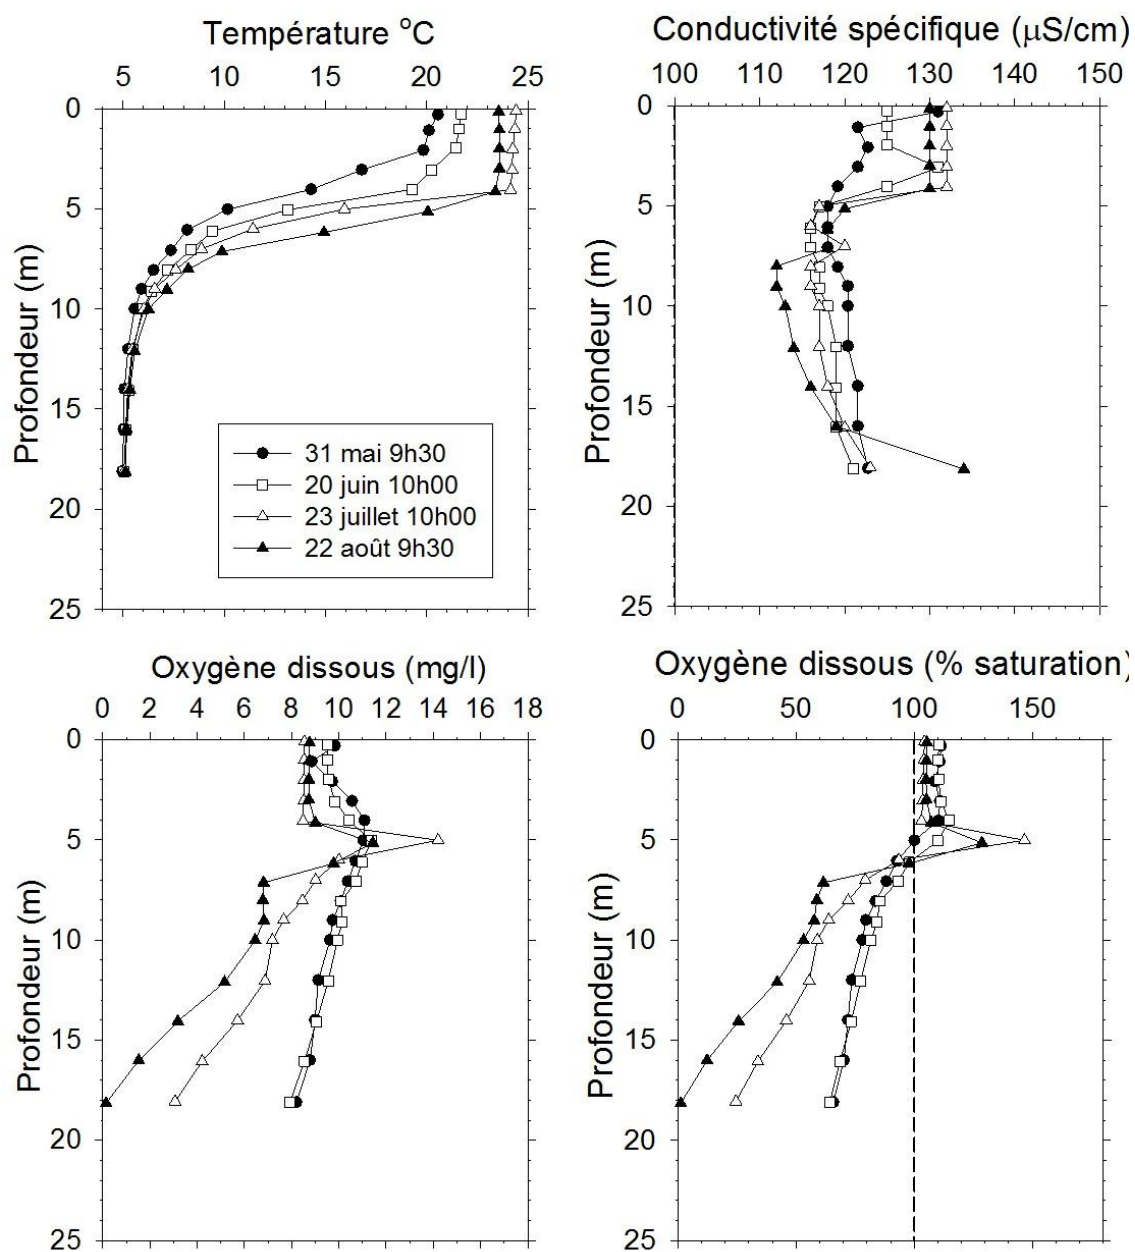 Température °C
5 10 15 20 25
0
5
10
15
20
25
Profondeur (m)
31 mai 9h30
20 juin 10h00
23 juillet 10h00
22 août 9h30
Conductivité spécifique (µS/cm)
100 110 120 130 140 150
0
5
10
15
20
25
Profondeur (m)
Oxygène dissous (mg/l)
0 2 4 6 8 10 12 14 16 18
0
5
10
15
20
25
Profondeur (m)
Oxygène dissous (% saturation)
0 50 100 150
0
5
10
15
20
25
Profondeur (m)